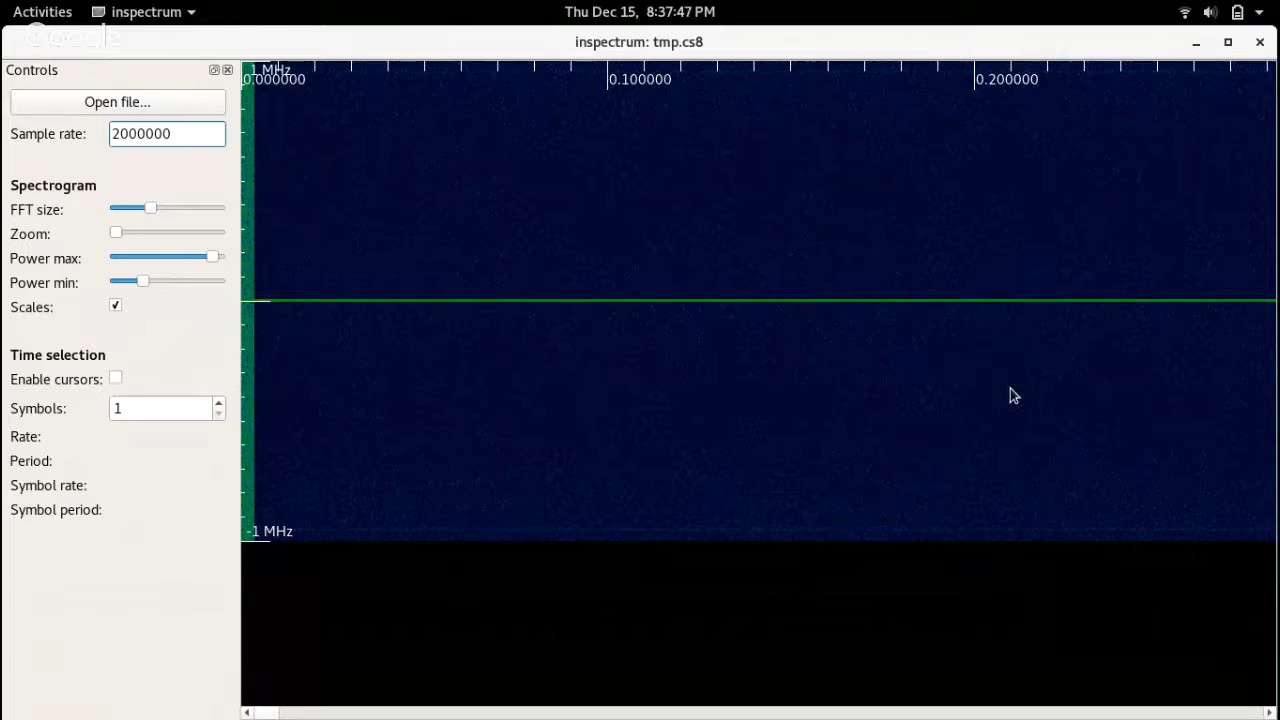 Activities inspectrum Thu Dec 15, 8:37:47 PM
Google
inspectrum: tmp.cs8
Controls
Open file...
Sample rate: 2000000
Spectrogram
FFT size:
Zoom:
Power max:
Power min:
Scales:
Time selection
Enable cursors:
Symbols: 1
Rate:
Period:
Symbol rate:
Symbol period:
1 MHz
0.000000 0.100000 0.200000
-1 MHz